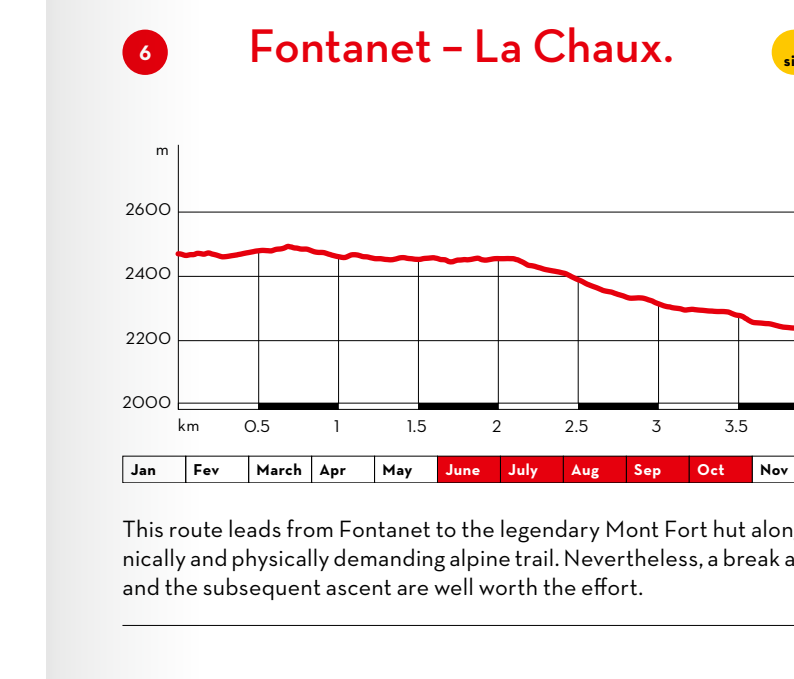 6
Fontanet – La Chaux.
m
2600
2400
2200
2000
km 0.5 1 1.5 2 2.5 3 3.5
Jan Fev March Apr May June July Aug Sep Oct Nov
This route leads from Fontanet to the legendary Mont Fort hut
nically and physically demanding alpine trail. Nevertheless, a break
and the subsequent ascent are well worth the effort.